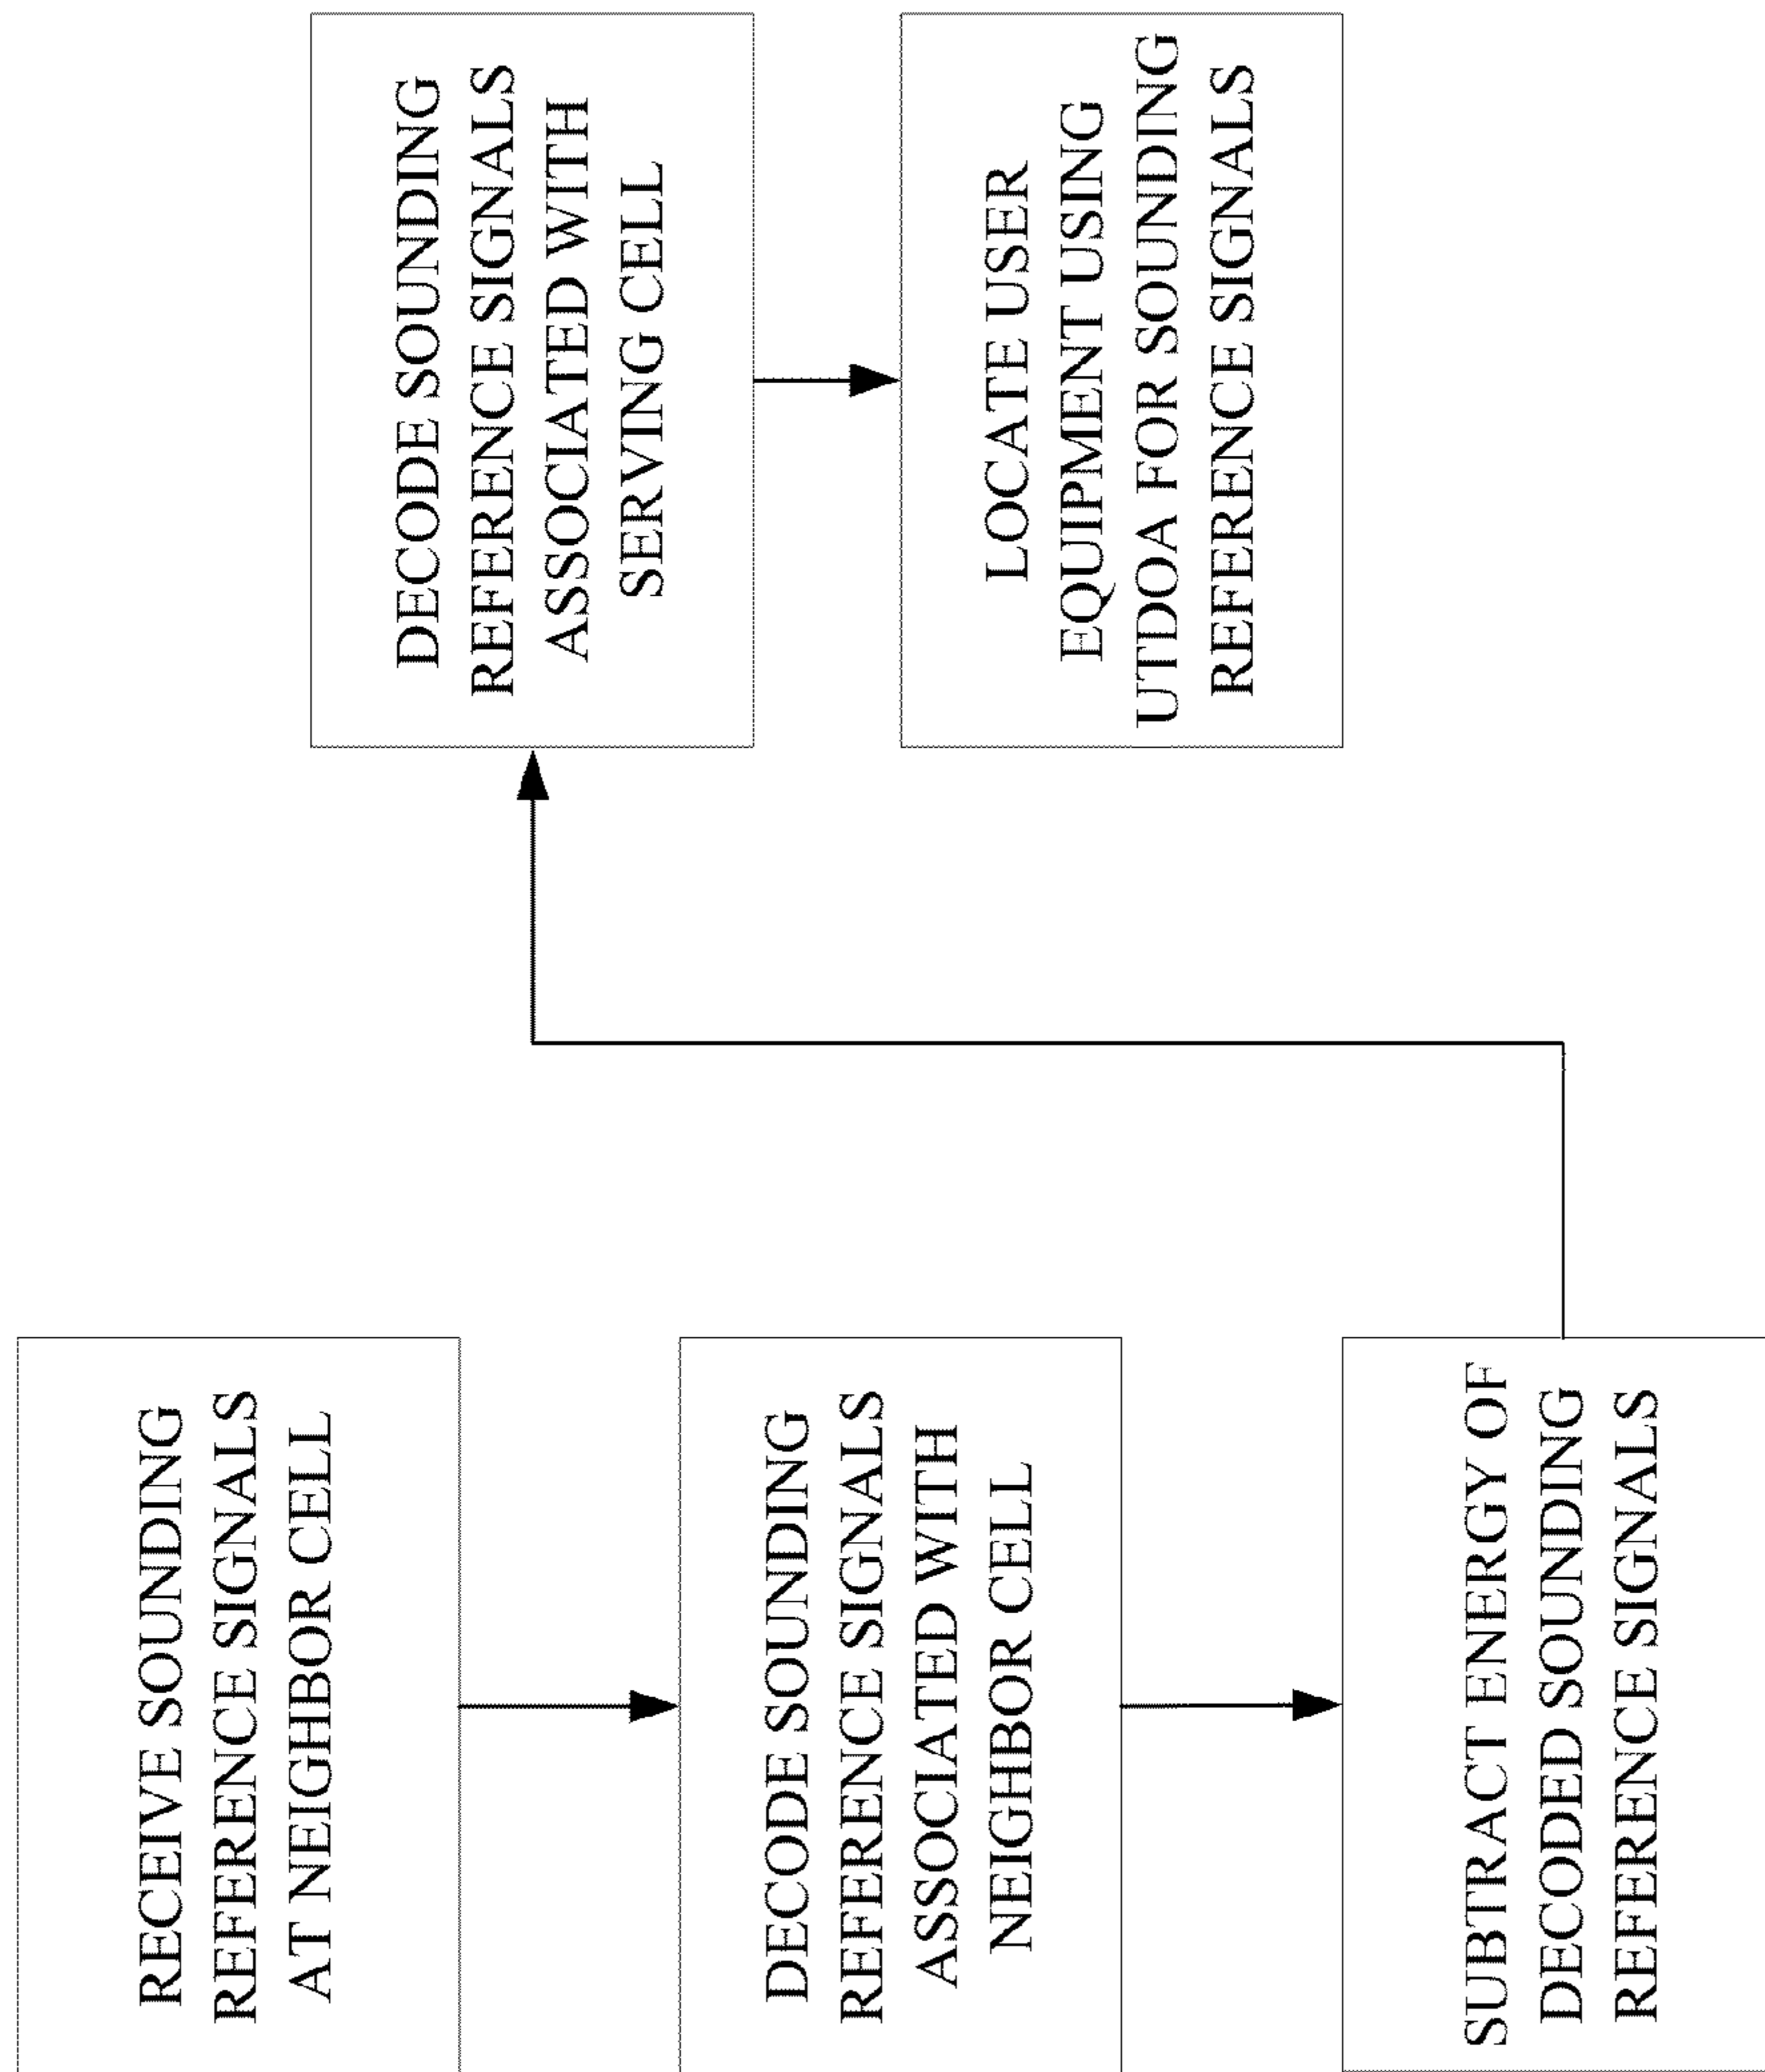 RECEIVE SOUNDING
REFERENCE SIGNALS
AT NEIGHBOR CELL
DECODE SOUNDING
REFERENCE SIGNALS
ASSOCIATED WITH
NEIGHBOR CELL
SUBTRACT ENERGY OF
DECODED SOUNDING
REFERENCE SIGNALS
DECODE SOUNDING
REFERENCE SIGNALS
ASSOCIATED WITH
SERVING CELL
LOCATE USER
EQUIPMENT USING
UTDOA FOR SOUNDING
REFERENCE SIGNALS